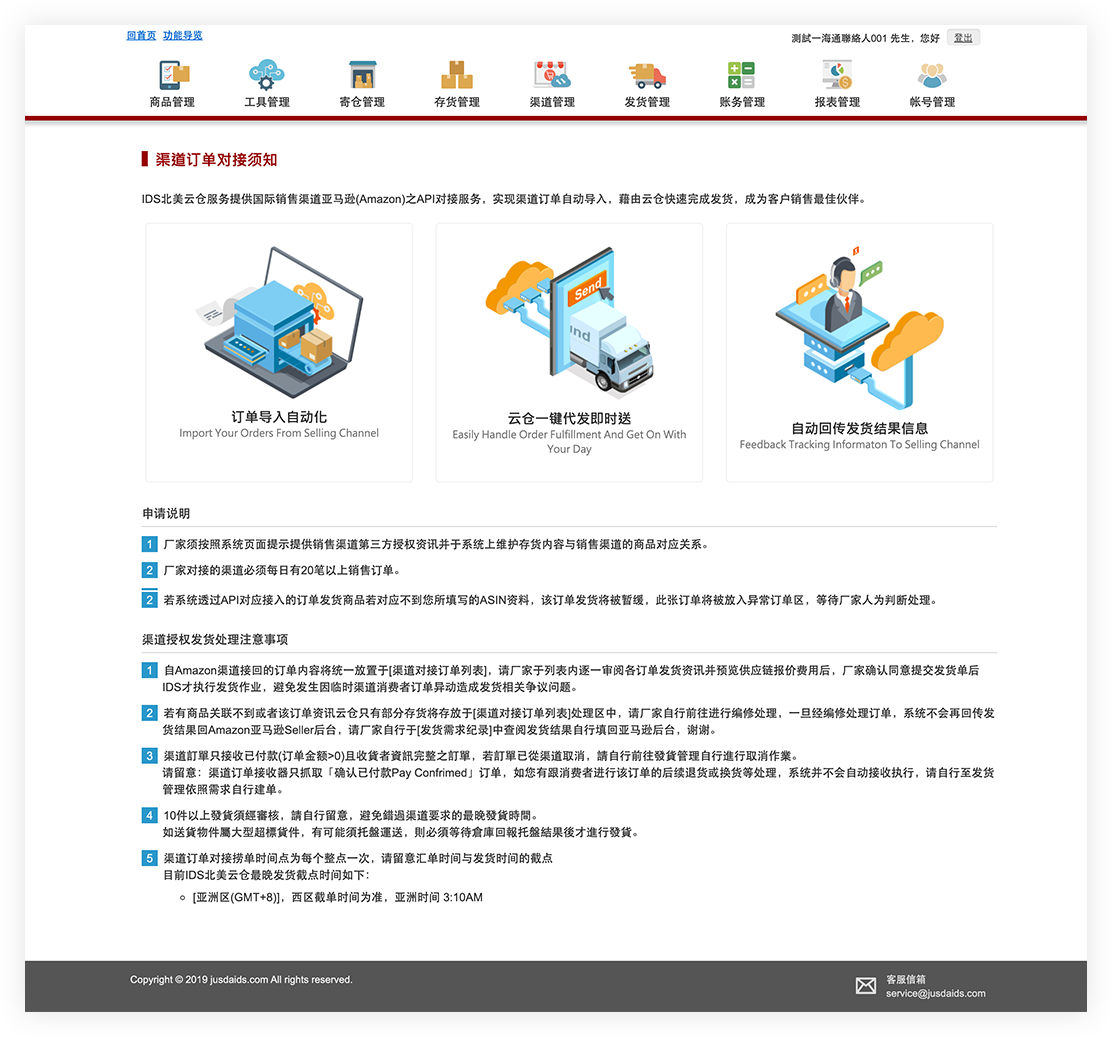 回首页 功能导览
测試一海通聯絡人001 先生，您好 登出
商品管理 工具管理 寄仓管理 存货管理 渠道管理 发货管理 账务管理 报表管理 帐号管理
渠道订单对接须知
IDS北美云仓服务提供国际销售渠道亚马逊(Amazon)之API对接服务，实现渠道订单自动导入，藉由云仓快速完成发货，成为客户销售最佳伙伴。
Send
ind
订单导入自动化
Import Your Orders From Selling Channel
云仓一键代发即时送
Easily Handle Order Fulfillment And Get On With
Your Day
自动回传发货结果信息
Feedback Tracking Informaton To Selling Channel
申请说明
1 厂家须按照系统页面提示提供销售渠道第三方授权资讯并于系统上维护存货内容与销售渠道的商品对应关系。
2 厂家对接的渠道必须每日有20笔以上销售订单。
2 若系统透过API对应接入的订单发货商品若对应不到您所填写的ASIN资料，该订单发货将被暂缓，此张订单将被放入异常订单区，等待厂家人为判断处理。
渠道授权发货处理注意事项
1 自Amazon渠道接回的订单内容将统一放置于[渠道对接订单列表]，请厂家于列表内逐一审阅各订单发货资讯并预览供应链报价费用后，厂家确认同意提交发货单后
IDS才执行发货作业，避免发生因临时渠道消费者订单异动造成发货相关争议问题。
2 若有商品关联不到或者该订单资讯云仓只有部分存货将存放于[渠道对接订单列表]处理区中，请厂家自行前往进行编修处理，一旦经编修处理订单，系统不会再回传发
货结果回Amazon亚马逊Seller后台，请厂家自行于[发货需求纪录]中查阅发货结果自行填回亚马逊后台，谢谢。
3 渠道訂單只接收已付款(订单金额>0)且收貨者資訊完整之訂單，若訂單已從渠道取消，請自行前往發貨管理自行進行取消作業。
请留意：渠道订单接收器只抓取「确认已付款Pay Confrimed」订单，如您有跟消费者进行该订单的后续退货或换货等处理，系统并不会自动接收执行，请自行至发货
管理依照需求自行建单。
4 10件以上發貨須經審核，請自行留意，避免錯過渠道要求的最晚發貨時間。
如送貨物件屬大型超標貨件，有可能須托盤運送，則必須等待倉庫回報托盤結果後才進行發貨。
5 渠道订单对接捞单时间点为每个整点一次，请留意汇单时间与发货时间的截点
目前IDS北美云仓最晚发货截点时间如下：
[亚洲区(GMT+8)]，西区截单时间为准，亚洲时间 3:10AM
Copyright © 2019 jusdaids.com All rights reserved.
客服信箱
service@jusdaids.com